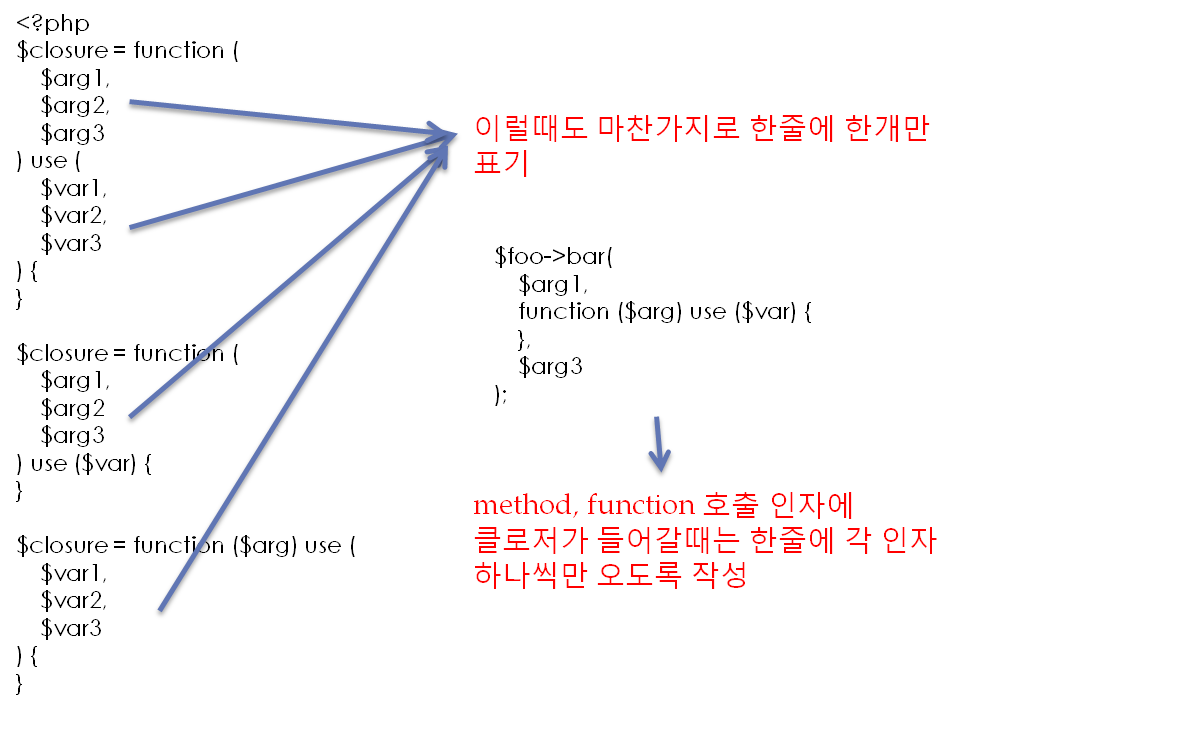 <?php
$closure = function (
$arg1,
$arg2,
$arg3
) use (
$var1,
$var2,
$var3
) {
}
$closure = function (
$arg1,
$arg2
$arg3
) use ($var) {
}
$closure = function ($arg) use (
$var1,
$var2,
$var3
) {
}
이럴때도 마찬가지로 한줄에 한개만
표기
$foo->bar(
$arg1,
function ($arg) use ($var) {
},
$arg3
);
method, function 호출 인자에
클로저가 들어갈때는 한줄에 각 인자
하나씩만 오도록 작성